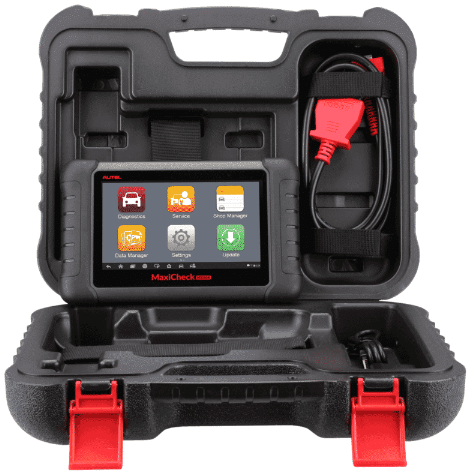 AUTEL
Diagnostics
Service
Shop Manager
Data Manager
Settings
Update
MaxiCheck